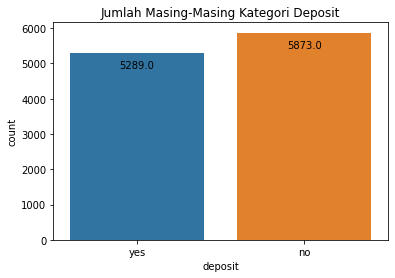 Jumlah Masing-Masing Kategori Deposit
6000
5000
4000
3000
2000
1000
0
count
5289.0
5873.0
yes
no
deposit